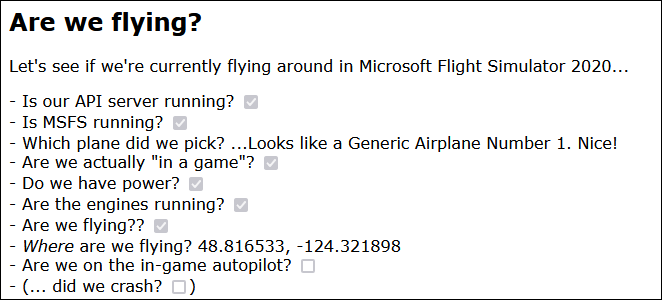 Are we flying?
Let's see if we're currently flying around in Microsoft Flight Simulator 2020...
- Is our API server running?
- Is MSFS running?
- Which plane did we pick? ...Looks like a Generic Airplane Number 1. Nice!
- Are we actually "in a game"?
- Do we have power?
- Are the engines running?
- Are we flying??
- Where are we flying? 48.816533, -124.321898
- Are we on the in-game autopilot?
- (... did we crash? )